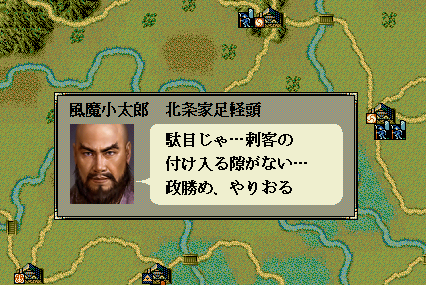 風魔小太郎　北条家足軽頭
駄目じゃ…刺客の
付け入る隙がない…
政勝め、やりおる